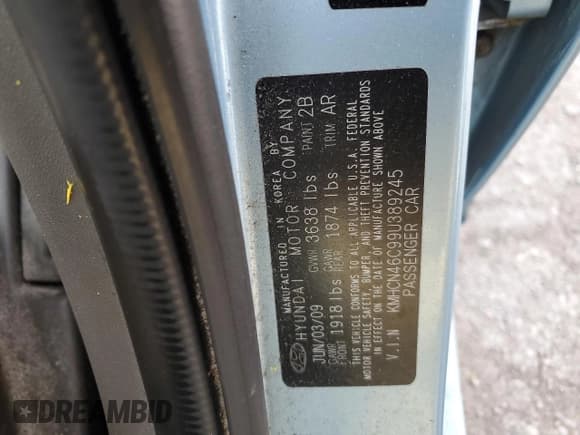 MANUFACTURED IN KOREA BY
HYUNDAI MOTOR COMPANY
JUN/03/09 GVWR 3638 lbs PAINT 2B
GAWR FRONT 1918 lbs GAWR REAR 1874 lbs TRIM AR
THIS VEHICLE CONFORMS TO ALL APPLICABLE U.S.A. FEDERAL
MOTOR VEHICLE SAFETY, BUMPER, AND THEFT PREVENTION STANDARDS
IN EFFECT ON THE DATE OF MANUFACTURE SHOWN ABOVE
V.I.N KMHCN46C99U389245
PASSENGER CAR
DREAMBID